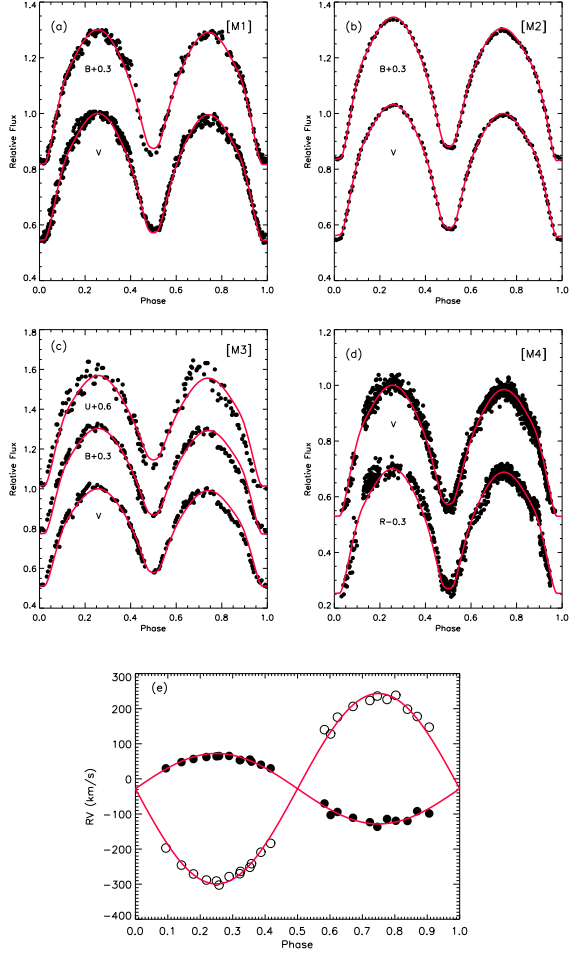 (a) [M1]
B+0.3
V
Relative Flux
1.4
1.2
1.0
0.8
0.6
0.4
0.0 0.2 0.4 0.6 0.8 1.0
Phase
(b) [M2]
B+0.3
V
Relative Flux
1.4
1.2
1.0
0.8
0.6
0.4
0.0 0.2 0.4 0.6 0.8 1.0
Phase
(c) [M3]
U+0.6
B+0.3
V
Relative Flux
1.8
1.6
1.4
1.2
1.0
0.8
0.6
0.4
0.0 0.2 0.4 0.6 0.8 1.0
Phase
(d) [M4]
V
R-0.3
Relative Flux
1.2
1.0
0.8
0.6
0.4
0.2
0.0 0.2 0.4 0.6 0.8 1.0
Phase
(e)
RV (km/s)
300
200
100
0
-100
-200
-300
-400
0.0 0.1 0.2 0.3 0.4 0.5 0.6 0.7 0.8 0.9 1.0
Phase